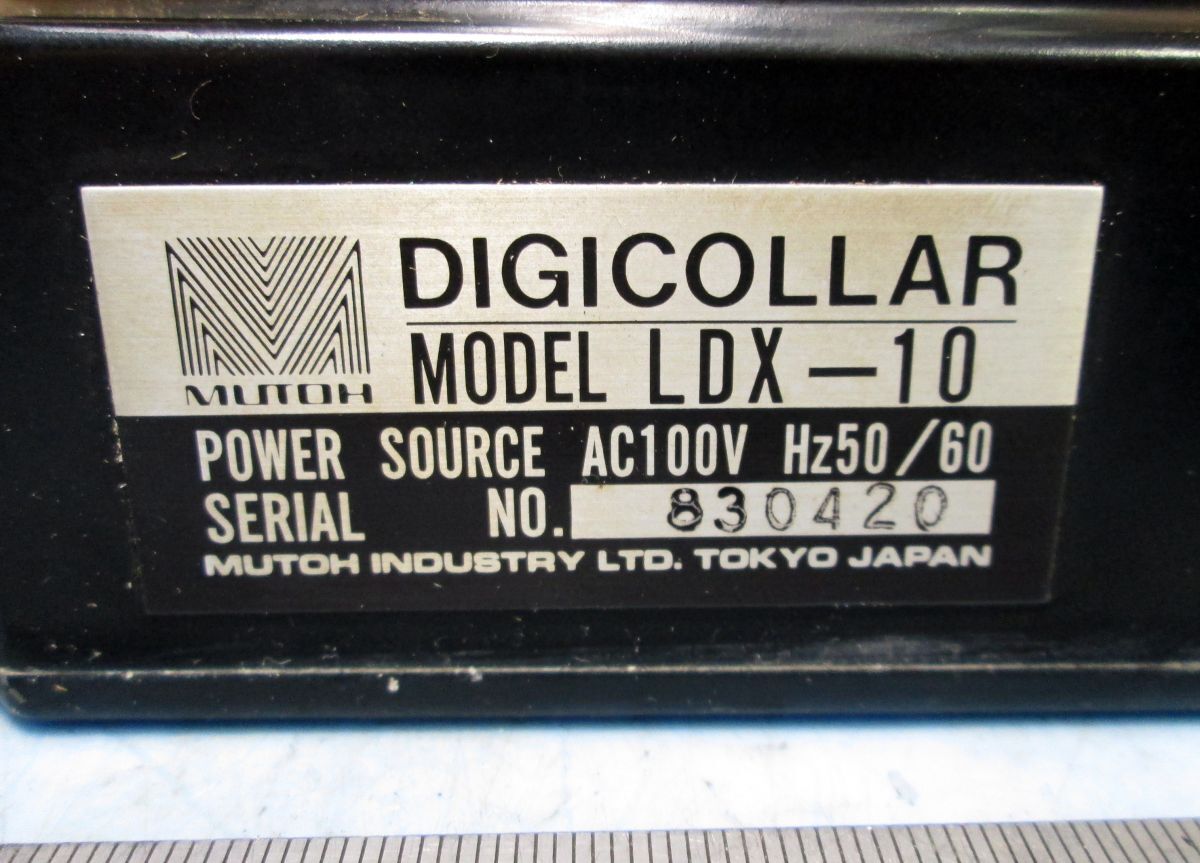 DIGICOLLAR
MUTOH
MODEL LDX-10
POWER SOURCE AC100V Hz50/60
SERIAL NO. 830420
MUTOH INDUSTRY LTD. TOKYO JAPAN